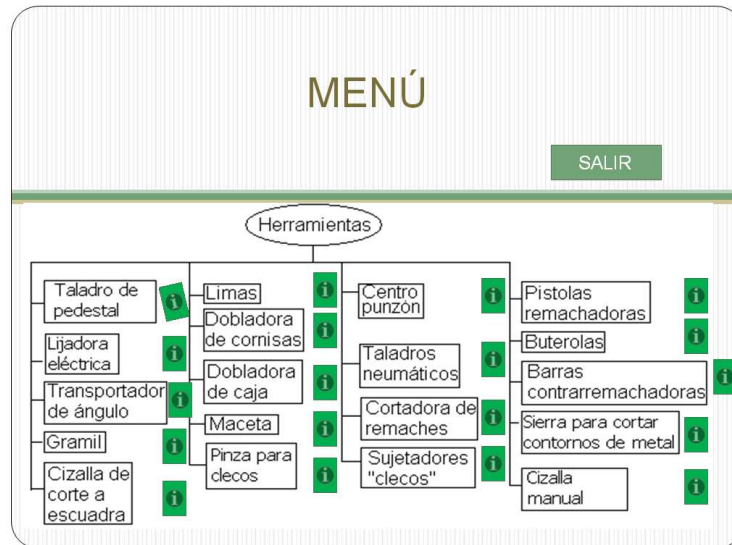 MENÚ
SALIR
Herramientas
Taladro de
pedestal
Lijadora
eléctrica
Transportador
de ángulo
Gramil
Cizalla de
corte a
escuadra
Limas
Dobladora
de cornisas
Dobladora
de caja
Maceta
Pinza para
clecos
Centro
punzón
Taladros
neumáticos
Cortadora de
remaches
Sujetadores
"clecos"
Pistolas
remachadoras
Buterolas
Barras
contrarremachadoras
Sierra para cortar
contornos de metal
Cizalla
manual